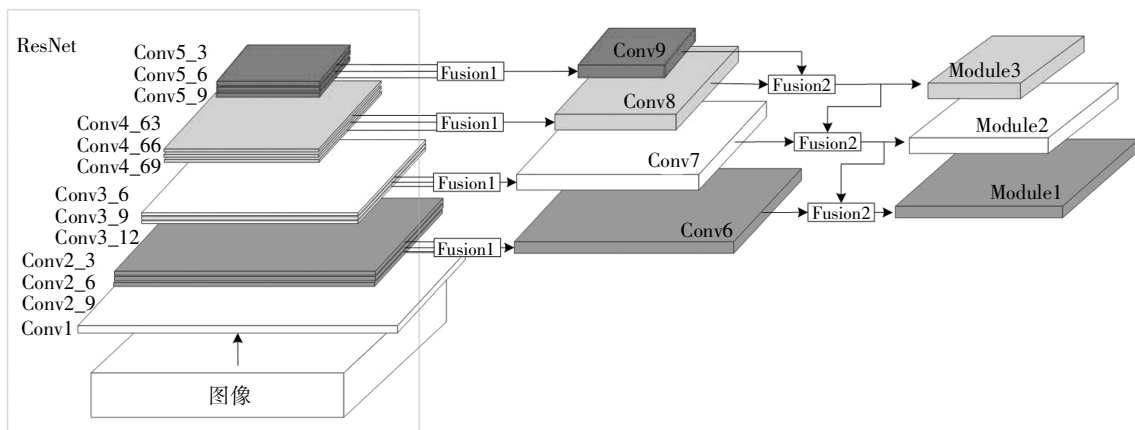 ResNet
Conv5_3
Conv5_6
Conv5_9
Conv4_63
Conv4_66
Conv4_69
Conv3_6
Conv3_9
Conv3_12
Conv2_3
Conv2_6
Conv2_9
Conv1
图像
Fusion1
Fusion1
Fusion1
Fusion1
Conv9
Conv8
Conv7
Conv6
Fusion2
Fusion2
Fusion2
Module3
Module2
Module1